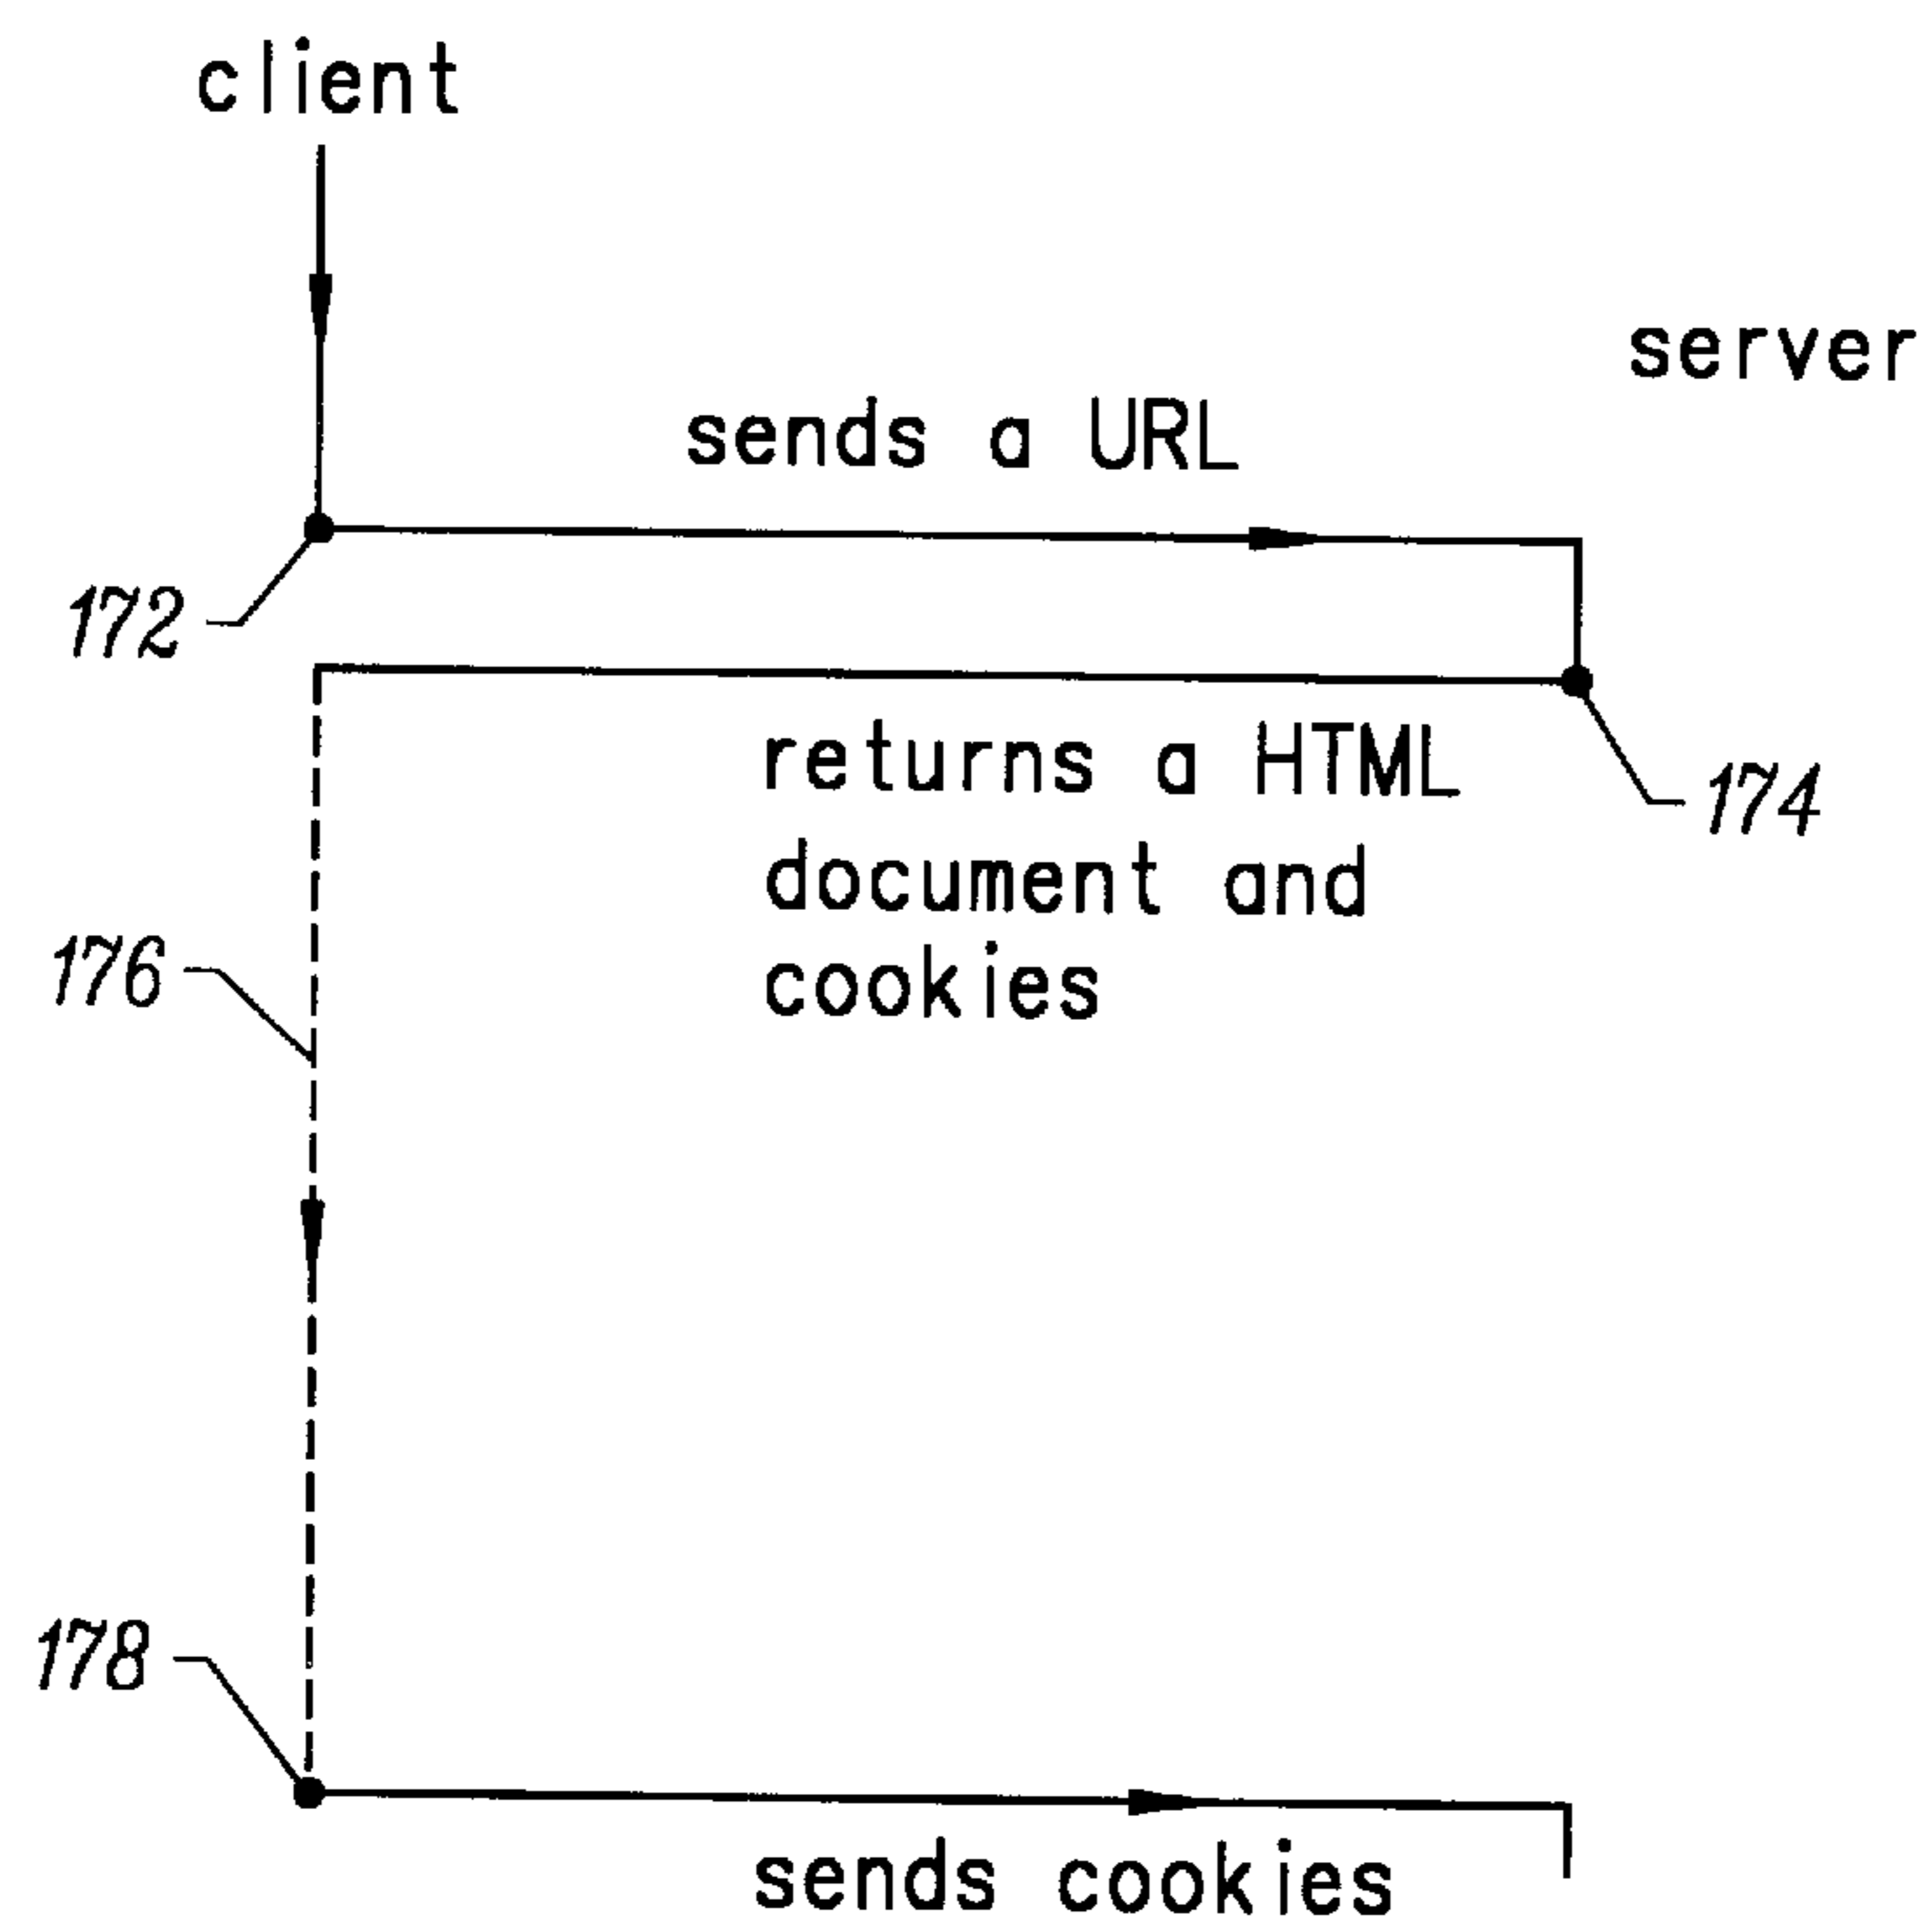 client
server
sends a URL
172
returns a HTML
174
document and
176
cookies
178
sends cookies